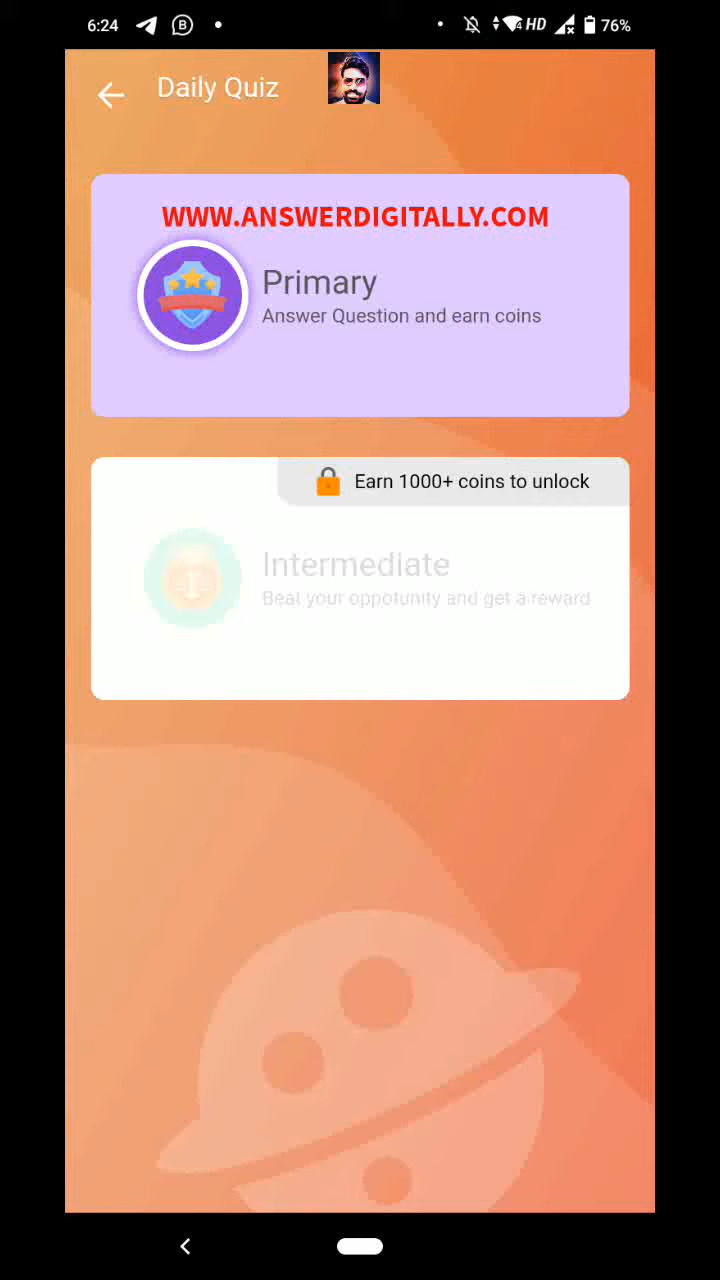 6:24
HD
76%
Daily Quiz
WWW.ANSWERDIGITALLY.COM
Primary
Answer Question and earn coins
Earn 1000+ coins to unlock
Intermediate
Beat your oppotunity and get a reward